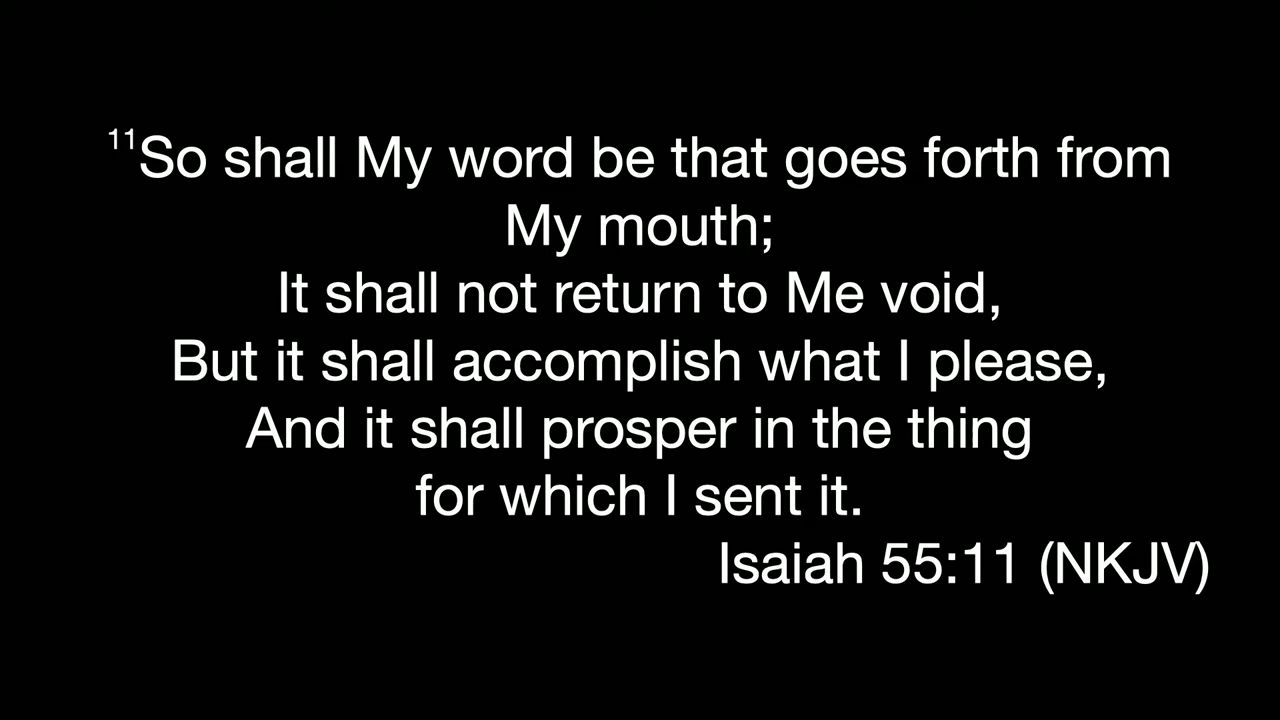 11So shall My word be that goes forth from
My mouth;
It shall not return to Me void,
But it shall accomplish what I please,
And it shall prosper in the thing
for which I sent it.
Isaiah 55:11 (NKJV)